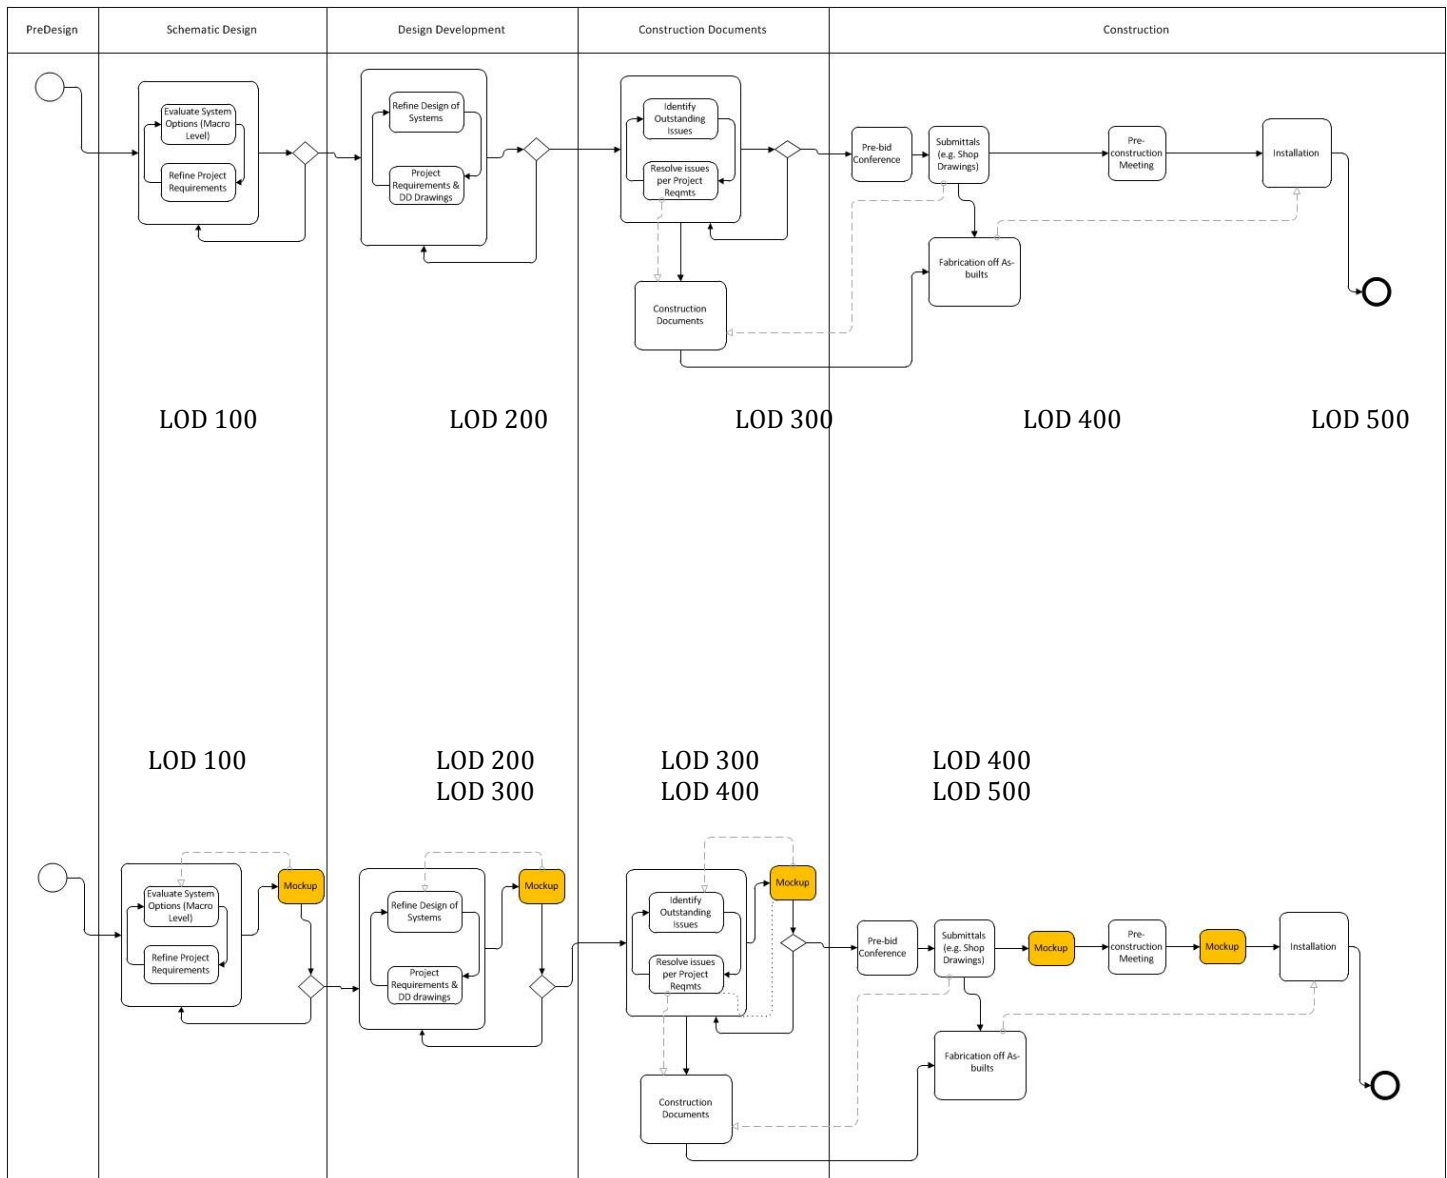 PreDesign
Schematic Design
Design Development
Construction Documents
Construction
Evaluate System
Options (Macro
Level)
Refine Project
Requirements
Refine Design of
Systems
Project
Requirements &
DD Drawings
Identify
Outstanding
Issues
Resolve issues
per Project
Reqmts
Construction
Documents
Pre-bid
Conference
Submittals
(e.g. Shop
Drawings)
Fabrication off As-
builts
Pre-
construction
Meeting
Installation
LOD 100
LOD 200
LOD 300
LOD 400
LOD 500
LOD 100
LOD 200
LOD 300
LOD 300
LOD 400
LOD 400
LOD 500
Evaluate System
Options (Macro
Level)
Refine Project
Requirements
Mockup
Refine Design of
Systems
Project
Requirements &
DD drawings
Mockup
Identify
Outstanding
Issues
Resolve issues
per Project
Reqmts
Mockup
Construction
Documents
Pre-bid
Conference
Submittals
(e.g. Shop
Drawings)
Fabrication off As-
builts
Mockup
Pre-
construction
Meeting
Mockup
Installation